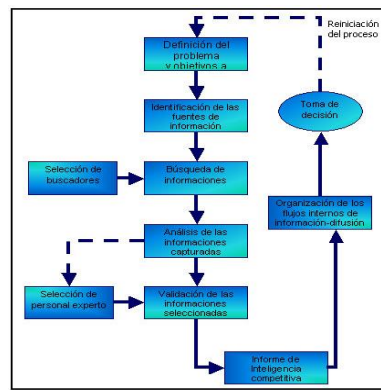 Reiniciación
del proceso
Definición del
problema
y objetivos a
Identificación de las
fuentes de
información
Toma de
decisión
Selección de
buscadores
Búsqueda de
informaciones
Organización de los
flujos internos de
información-difusión
Análisis de las
informaciones
capturadas
Selección de
personal experto
Validación de las
informaciones
seleccionadas
Informe de
inteligencia
competitiva